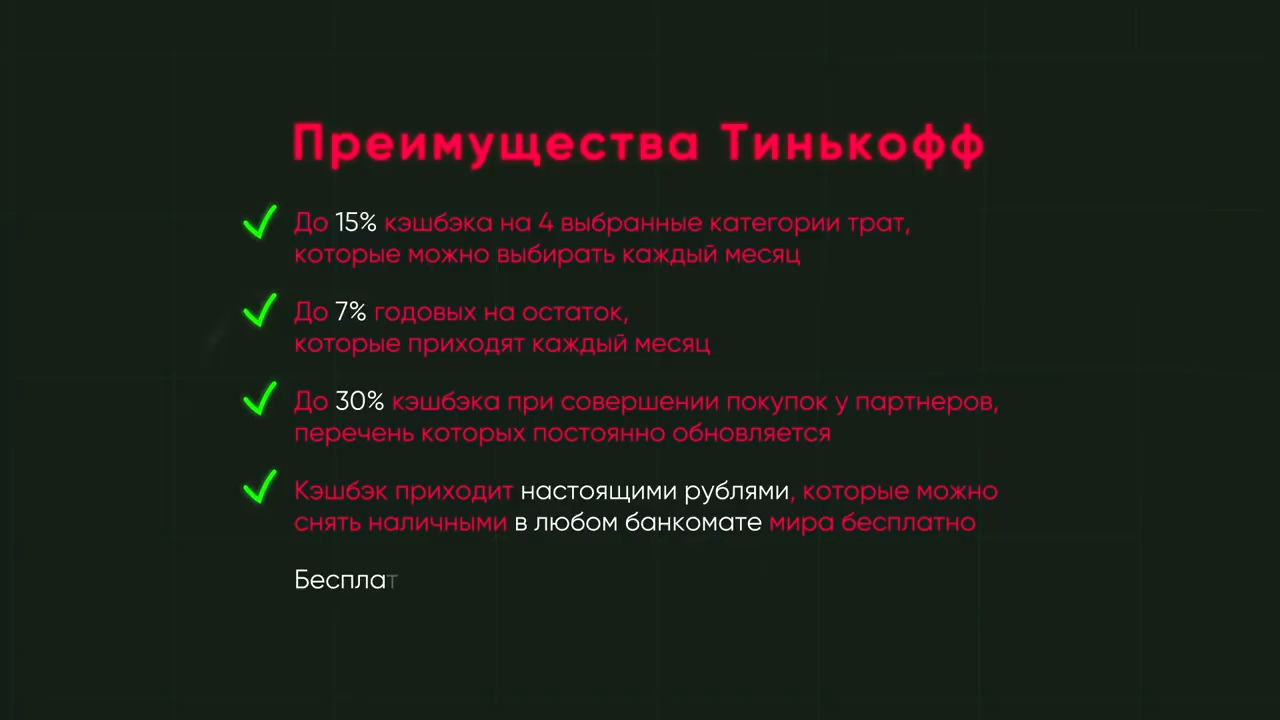 Преимущества Тинькофф
До 15% кэшбэка на 4 выбранные категории трат,
которые можно выбирать каждый месяц
До 7% годовых на остаток,
которые приходят каждый месяц
До 30% кэшбэка при совершении покупок у партнеров,
перечень которых постоянно обновляется
Кэшбэк приходит настоящими рублями, которые можно
снять наличными в любом банкомате мира бесплатно
Бесплат